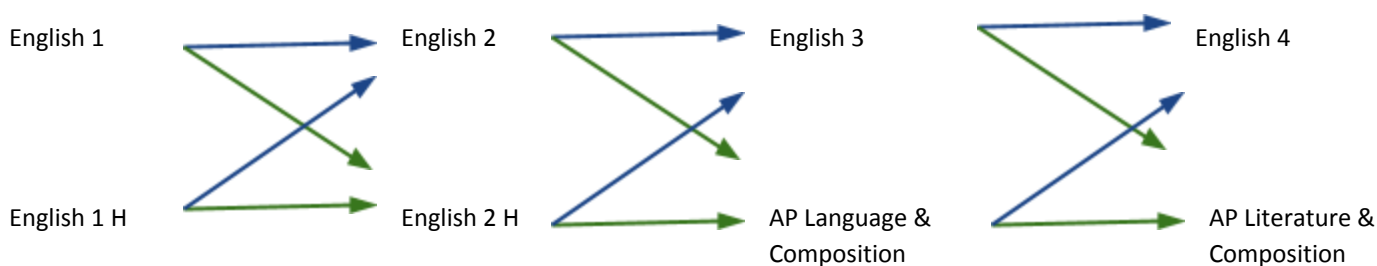 English 1
English 2
English 3
English 4
English 1 H
English 2 H
AP Language &
Composition
AP Literature &
Composition